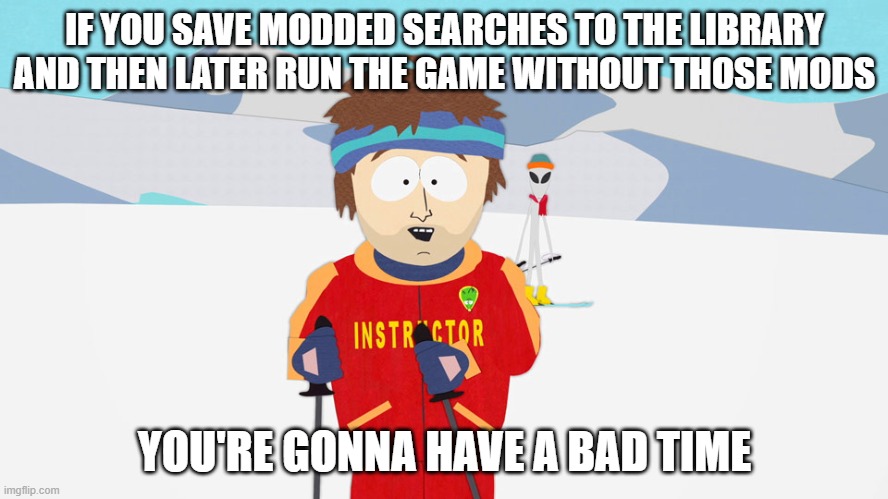 IF YOU SAVE MODDED SEARCHES TO THE LIBRARY
AND THEN LATER RUN THE GAME WITHOUT THOSE MODS
INSTRUCTOR
YOU'RE GONNA HAVE A BAD TIME
imgflip.com